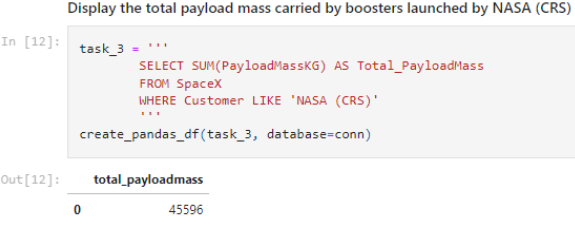 Display the total payload mass carried by boosters launched by NASA (CRS)
In [12]: task_3 = '''
SELECT SUM(PayloadMassKG) AS Total_PayloadMass
FROM SpaceX
WHERE Customer LIKE 'NASA (CRS)'
'''
create_pandas_df(task_3, database=conn)
Out[12]: total_payloadmass
0 45596